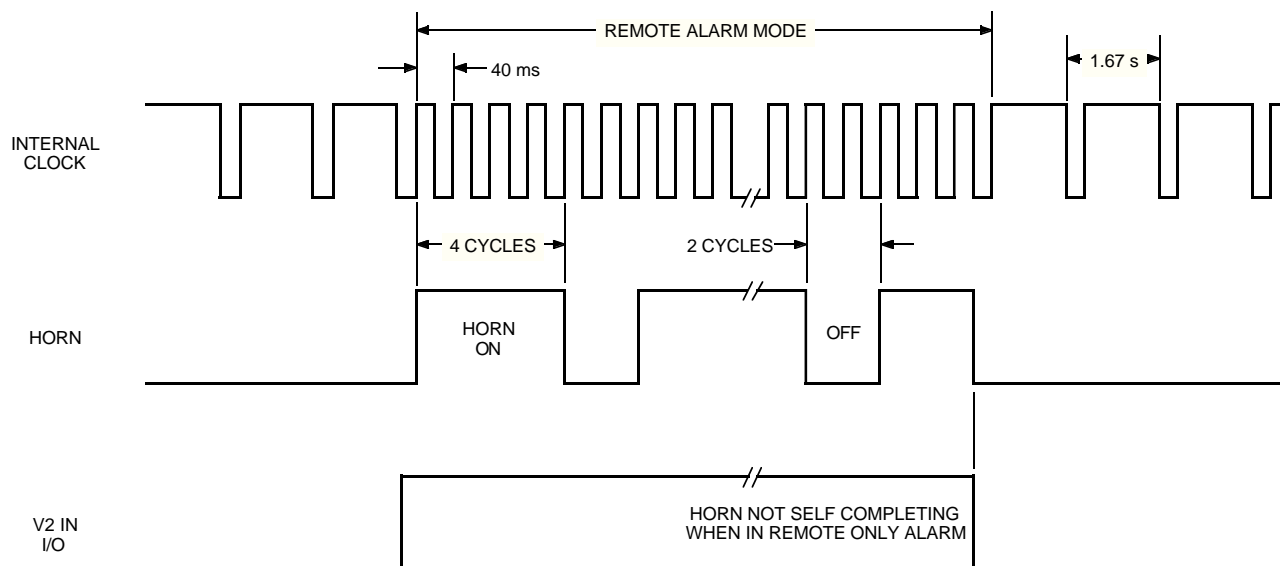 REMOTE ALARM MODE
40 ms
1.67 s
INTERNAL
CLOCK
4 CYCLES
2 CYCLES
HORN
HORN
ON
OFF
V2 IN
I/O
HORN NOT SELF COMPLETING
WHEN IN REMOTE ONLY ALARM